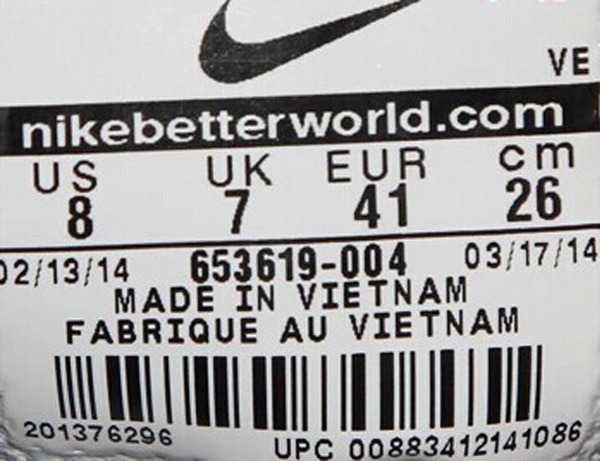 VE
nikebetterworld.com
US UK EUR cm
8 7 41 26
02/13/14 653619-004 03/17/14
MADE IN VIETNAM
FABRIQUE AU VIETNAM
201376296 UPC 00883412141086